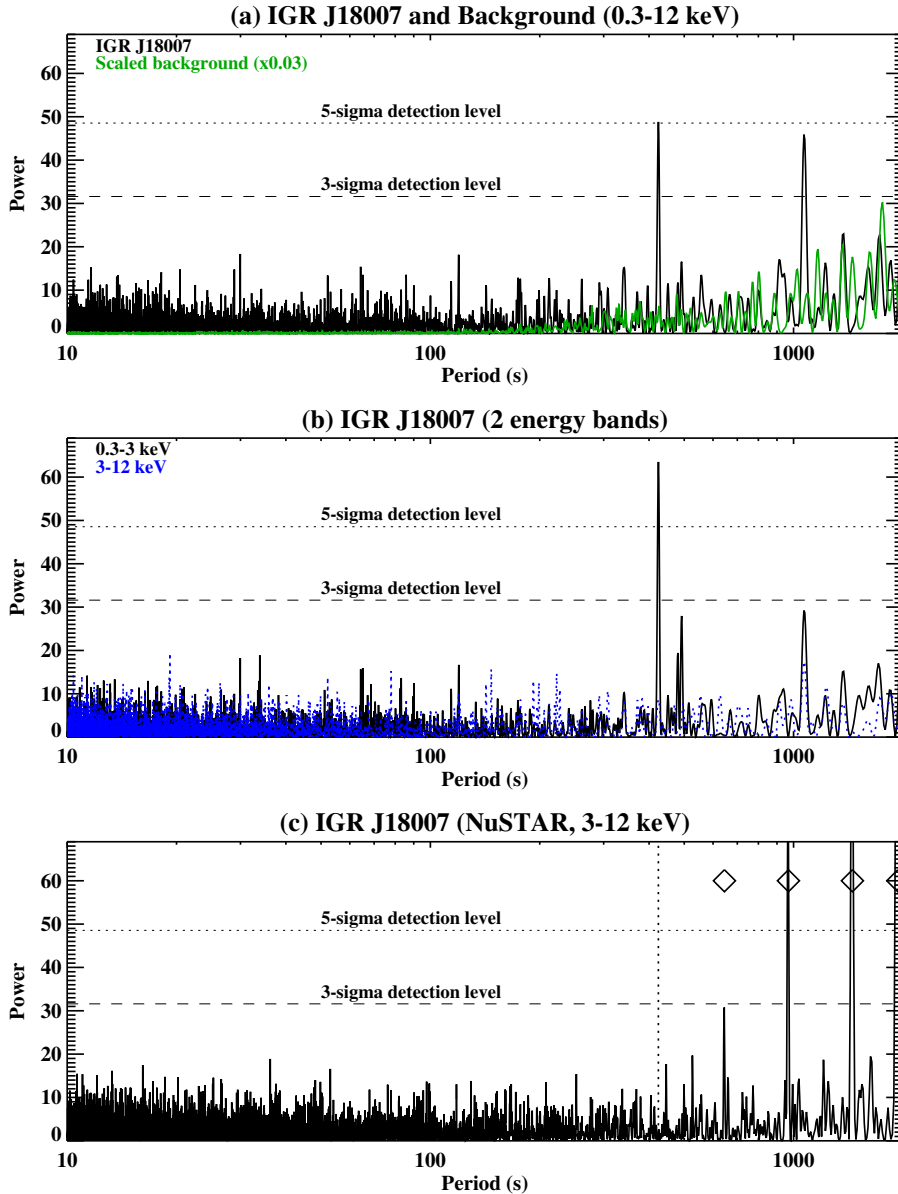 (a) IGR J18007 and Background (0.3-12 keV)
IGR J18007
Scaled background (x0.03)
60
50
40
30
20
10
0
5-sigma detection level
3-sigma detection level
Power
10
100
1000
Period (s)
(b) IGR J18007 (2 energy bands)
0.3-3 keV
3-12 keV
60
50
40
30
20
10
0
5-sigma detection level
3-sigma detection level
Power
10
100
1000
Period (s)
(c) IGR J18007 (NuSTAR, 3-12 keV)
60
50
40
30
20
10
0
5-sigma detection level
3-sigma detection level
Power
10
100
1000
Period (s)